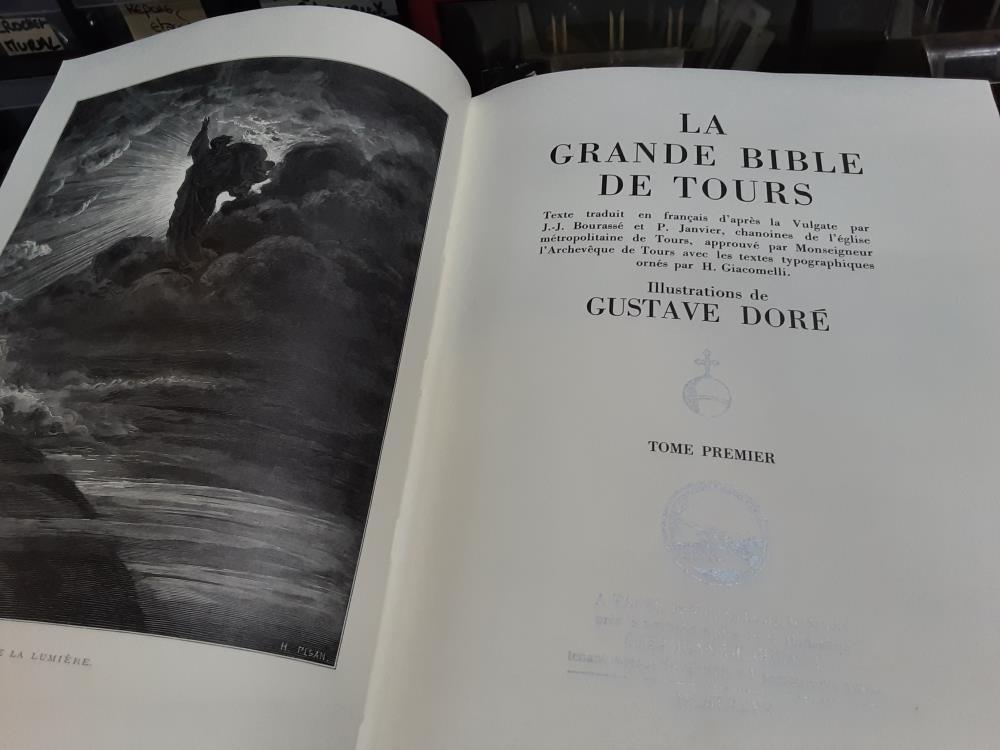 MURAL
H. PISAN.
LA LUMIÈRE.
LA
GRANDE BIBLE
DE TOURS
Texte traduit en français d'après la Vulgate par
J.-J. Bourassé et P. Janvier, chanoines de l'église
métropolitaine de Tours, approuvé par Monseigneur
l'Archevêque de Tours avec les textes typographiques
ornés par H. Giacomelli.
Illustrations de
GUSTAVE DORÉ
TOME PREMIER